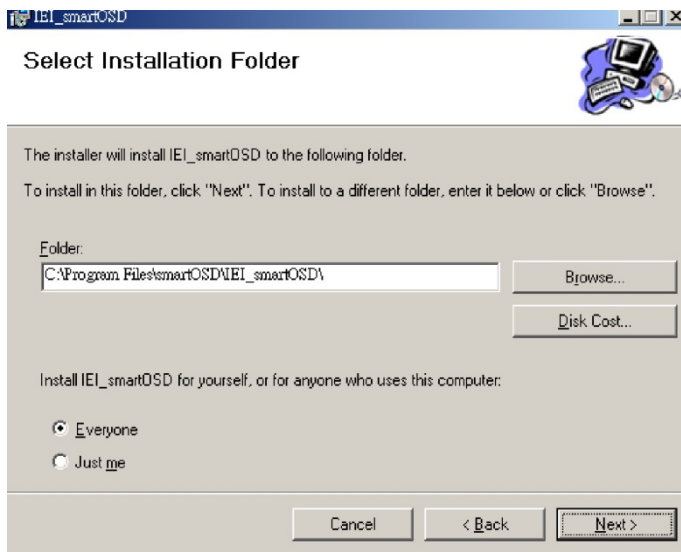 IEI_smartOSD
Select Installation Folder
The installer will install IEI_smartOSD to the following folder.
To install in this folder, click "Next". To install to a different folder, enter it below or click "Browse".
Folder:
C:\Program Files\smartOSD\IEI_smartOSD\
Browse...
Disk Cost...
Install IEI_smartOSD for yourself, or for anyone who uses this computer:
Everyone
Just me
Cancel
< Back
Next >